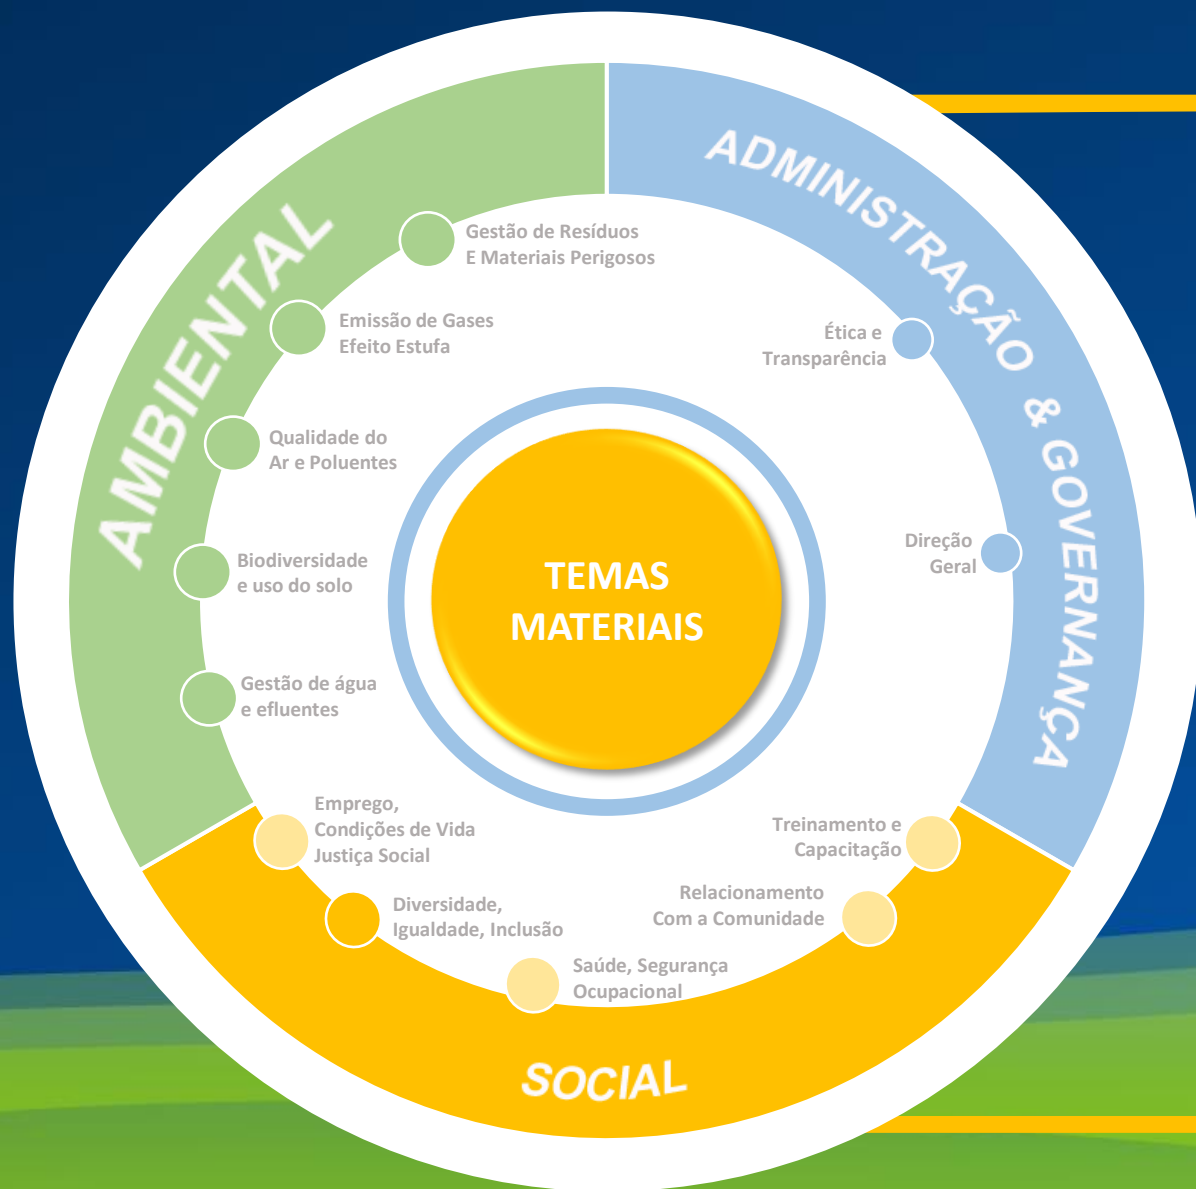 AMBIENTAL
Gestão de Resíduos
E Materiais Perigosos
Emissão de Gases
Efeito Estufa
Qualidade do
Ar e Poluentes
Biodiversidade
e uso do solo
Gestão de água
e efluentes
ADMINISTRAÇÃO & GOVERNANÇA
Ética e
Transparência
Direção
Geral
TEMAS
MATERIAIS
Emprego,
Condições de Vida
Justiça Social
Diversidade,
Igualdade, Inclusão
Saúde, Segurança
Ocupacional
Relacionamento
Com a Comunidade
Treinamento e
Capacitação
SOCIAL